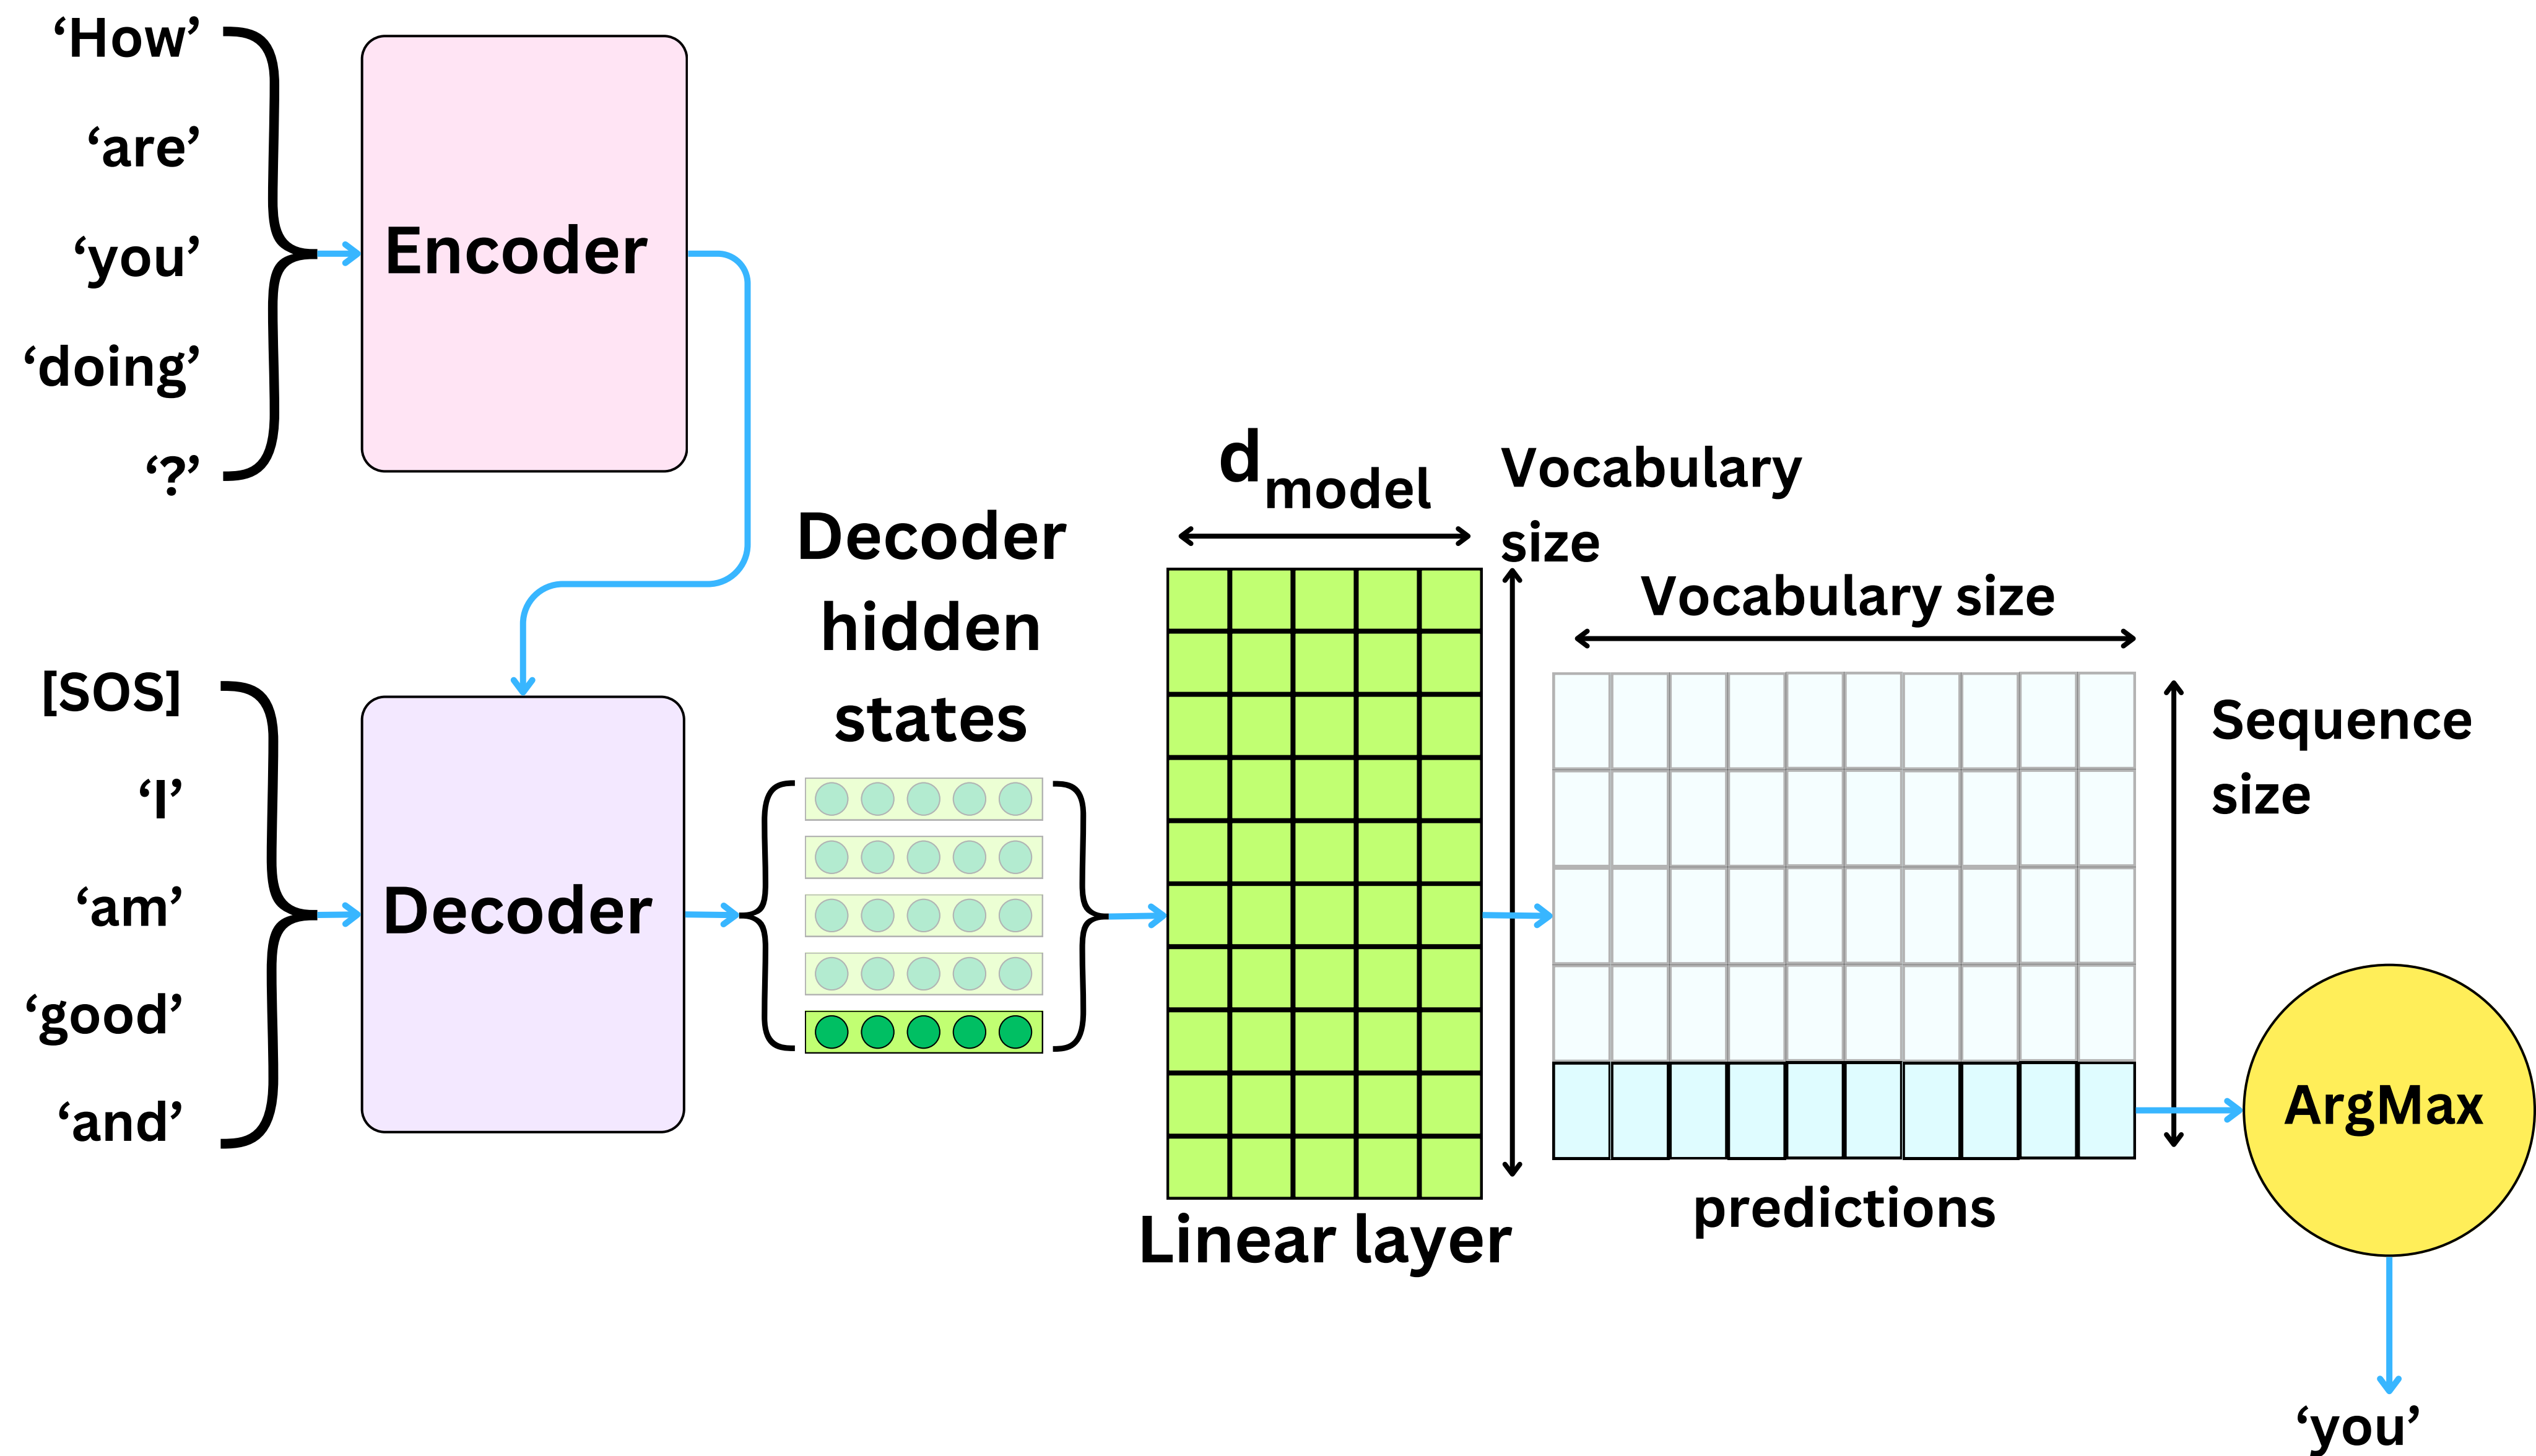 ‘How’
‘are’
‘you’
‘doing’
‘?’
Encoder
[SOS]
‘I’
‘am’
‘good’
‘and’
Decoder
Decoder
hidden
states
dmodel
Vocabulary
size
Linear layer
Vocabulary size
Sequence
size
predictions
ArgMax
‘you’